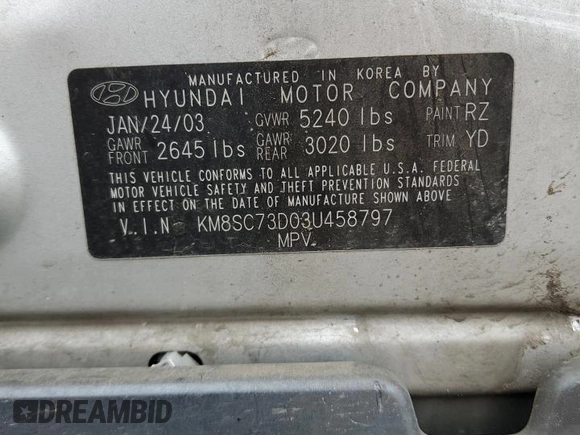 MANUFACTURED IN KOREA BY
HYUNDAI MOTOR COMPANY
JAN/24/03 GVWR 5240 lbs PAINT RZ
GAWR FRONT 2645 lbs GAWR REAR 3020 lbs TRIM YD
THIS VEHICLE CONFORMS TO ALL APPLICABLE U.S.A. FEDERAL
MOTOR VEHICLE SAFETY AND THEFT PREVENTION STANDARDS
IN EFFECT ON THE DATE OF MANUFACTURE SHOWN ABOVE
V.I.N KM8SC73D03U458797
MPV
DREAMBID